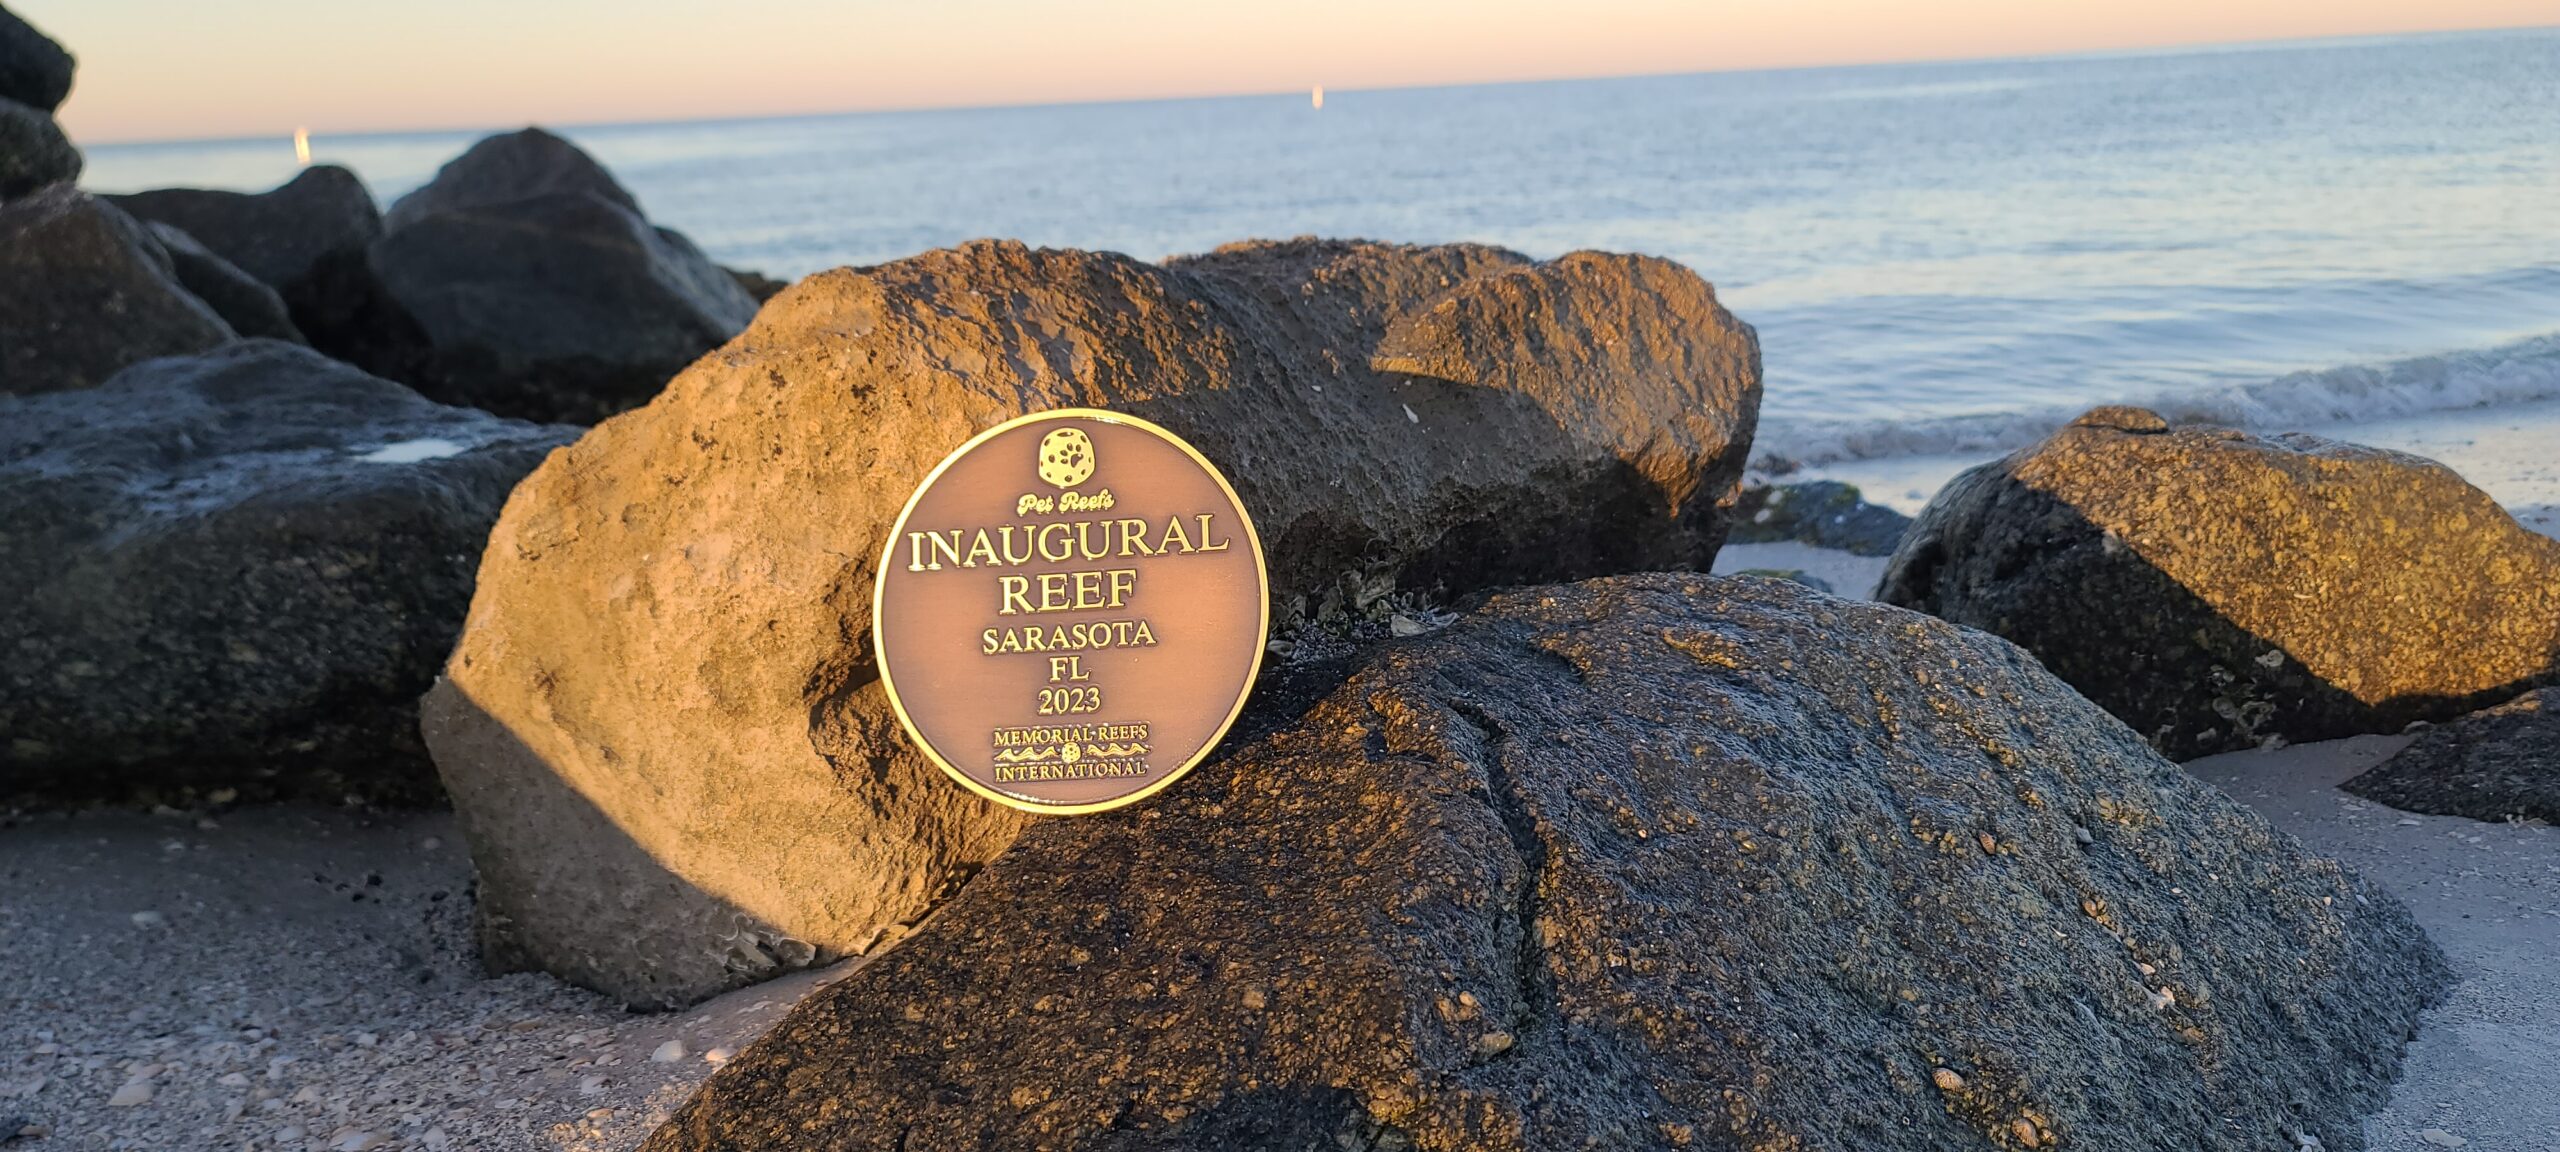 Pet Reefs
INAUGURAL
REEF
SARASOTA
FL
2023
MEMORIAL REEFS
INTERNATIONAL